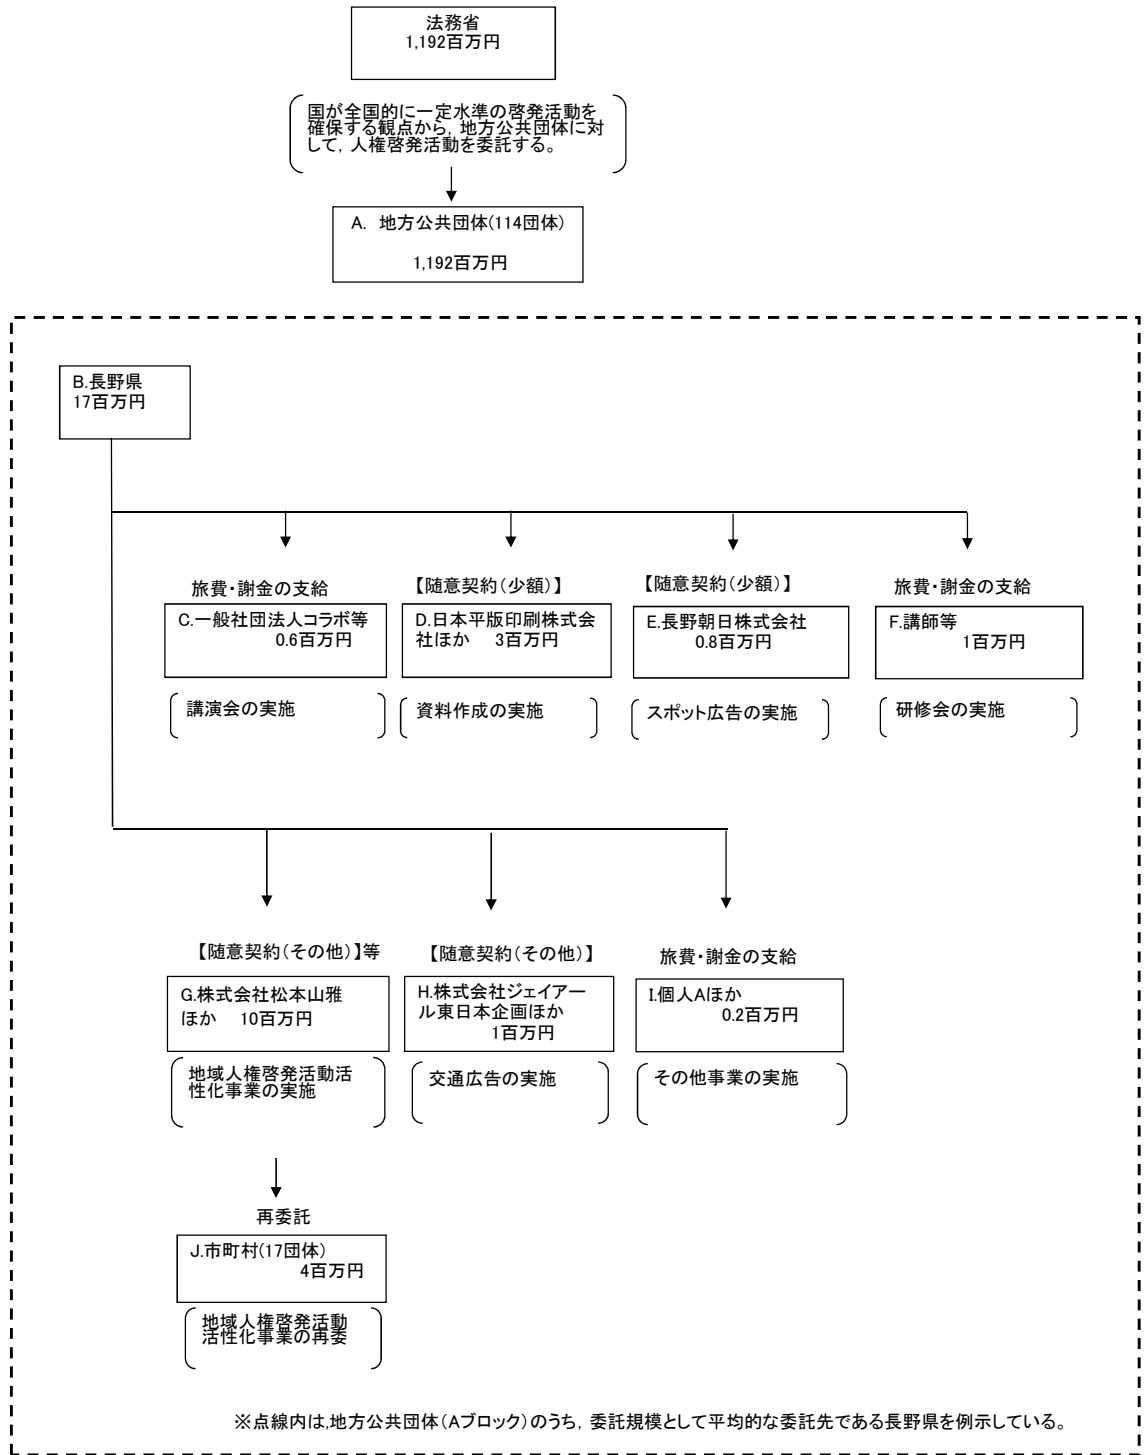 法務省
1,192百万円
国が全国的に一定水準の啓発活動を
確保する観点から，地方公共団体に対
して，人権啓発活動を委託する。
A. 地方公共団体(114団体)
1,192百万円
B.長野県
17百万円
旅費・謝金の支給
【随意契約(少額)】
【随意契約(少額)】
旅費・謝金の支給
C.一般社団法人コラボ等
0.6百万円
D.日本平版印刷株式会
社ほか 3百万円
E.長野朝日株式会社
0.8百万円
F.講師等
1百万円
講演会の実施
資料作成の実施
スポット広告の実施
研修会の実施
【随意契約(その他)】等
【随意契約(その他)】
旅費・謝金の支給
G.株式会社松本山雅
ほか 10百万円
H.株式会社ジェイアー
ル東日本企画ほか
1百万円
I.個人Aほか
0.2百万円
地域人権啓発活動活
性化事業の実施
交通広告の実施
その他事業の実施
再委託
J.市町村(17団体)
4百万円
地域人権啓発活動
活性化事業の再委
※点線内は,地方公共団体(Aブロック)のうち，委託規模として平均的な委託先である長野県を例示している。